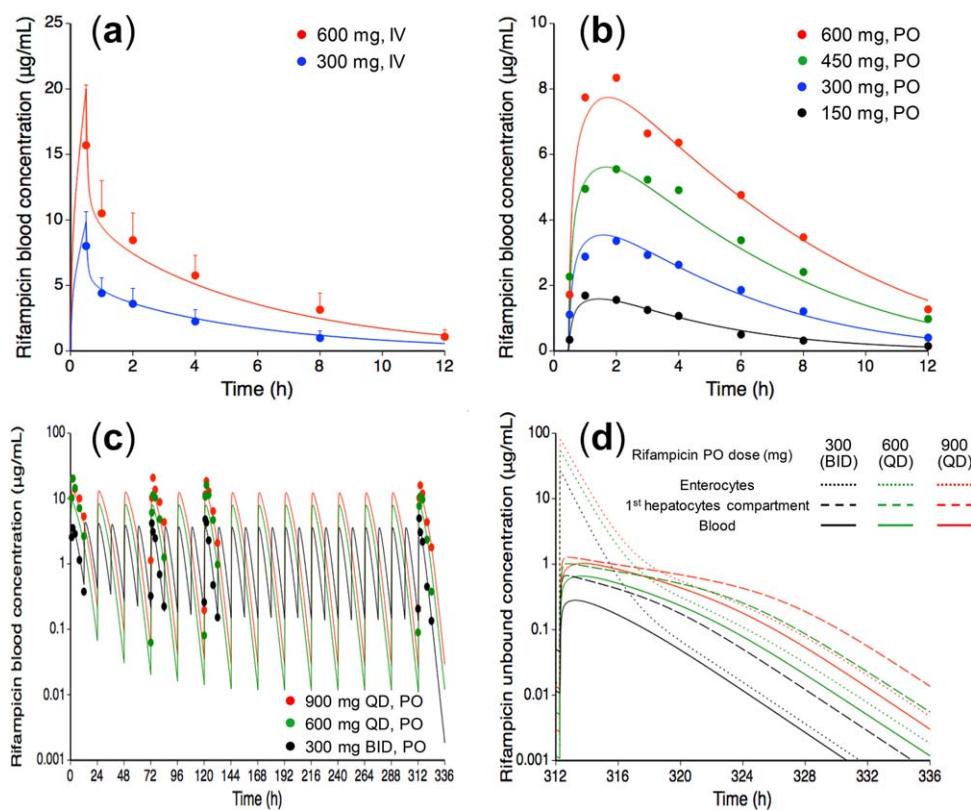 (a)
600 mg, IV
300 mg, IV
Rifampicin blood concentration (µg/mL)
25
20
15
10
5
0
0 2 4 6 8 10 12
Time (h)
(b)
600 mg, PO
450 mg, PO
300 mg, PO
150 mg, PO
Rifampicin blood concentration (µg/mL)
10
8
6
4
2
0
0 2 4 6 8 10 12
Time (h)
(c)
Rifampicin blood concentration (µg/mL)
100
10
1
0.1
0.01
0.001
900 mg QD, PO
600 mg QD, PO
300 mg BID, PO
0 24 48 72 96 120 144 168 192 216 240 264 288 312 336
Time (h)
(d)
Rifampicin unbound concentration (µg/mL)
100
10
1
0.1
0.01
0.001
300 600 900
Rifampicin PO dose (mg) (BID) (QD) (QD)
Enterocytes
1st hepatocytes compartment
Blood
312 316 320 324 328 332 336
Time (h)